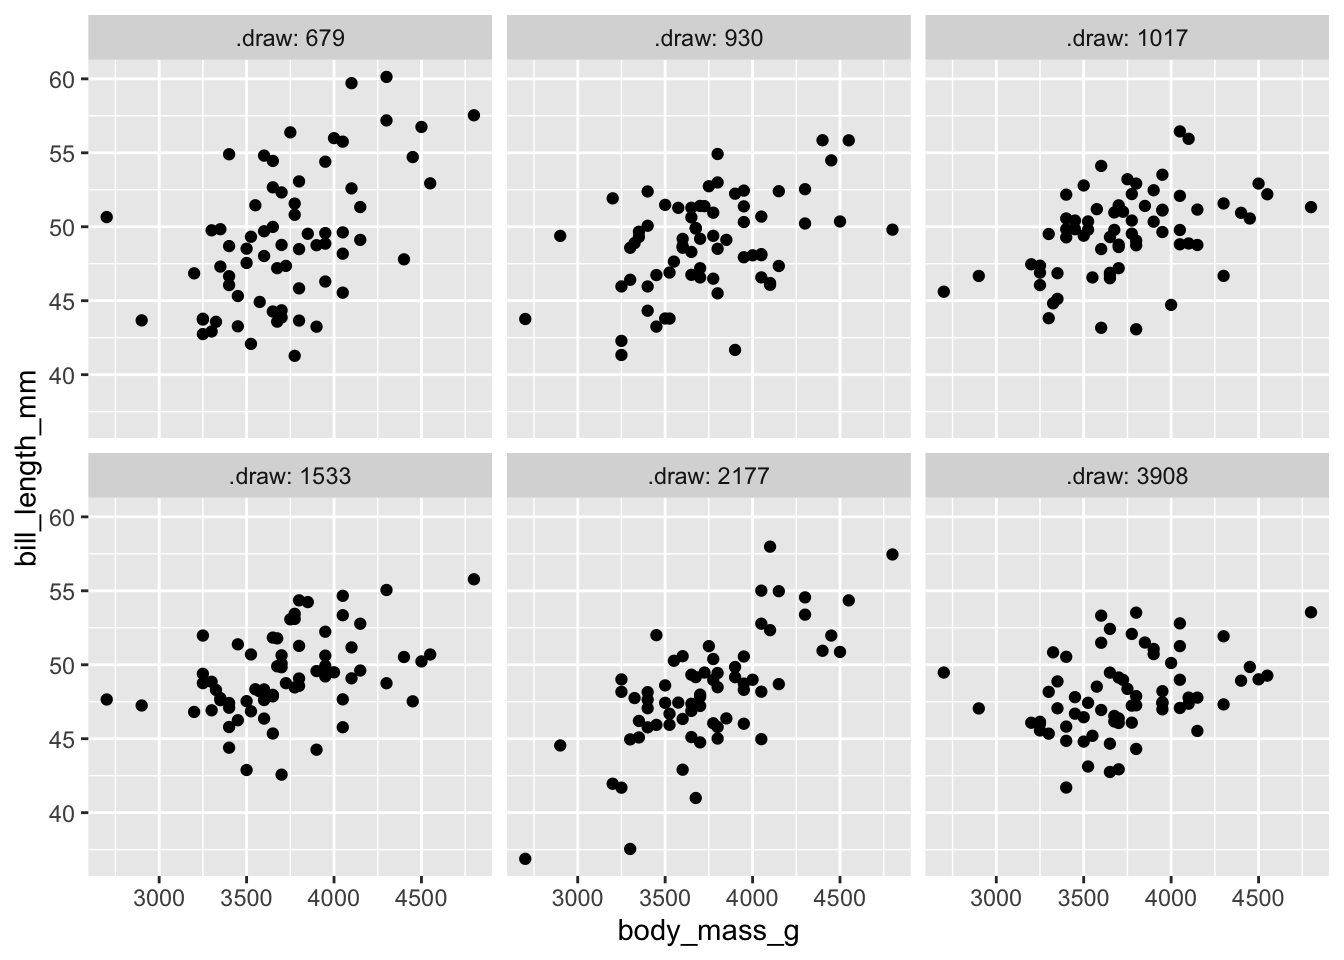 .draw: 679
.draw: 930
.draw: 1017
60
55
50
45
40
.draw: 1533
.draw: 2177
.draw: 3908
60
55
50
45
40
3000 3500 4000 4500
3000 3500 4000 4500
3000 3500 4000 4500
body_mass_g
bill_length_mm